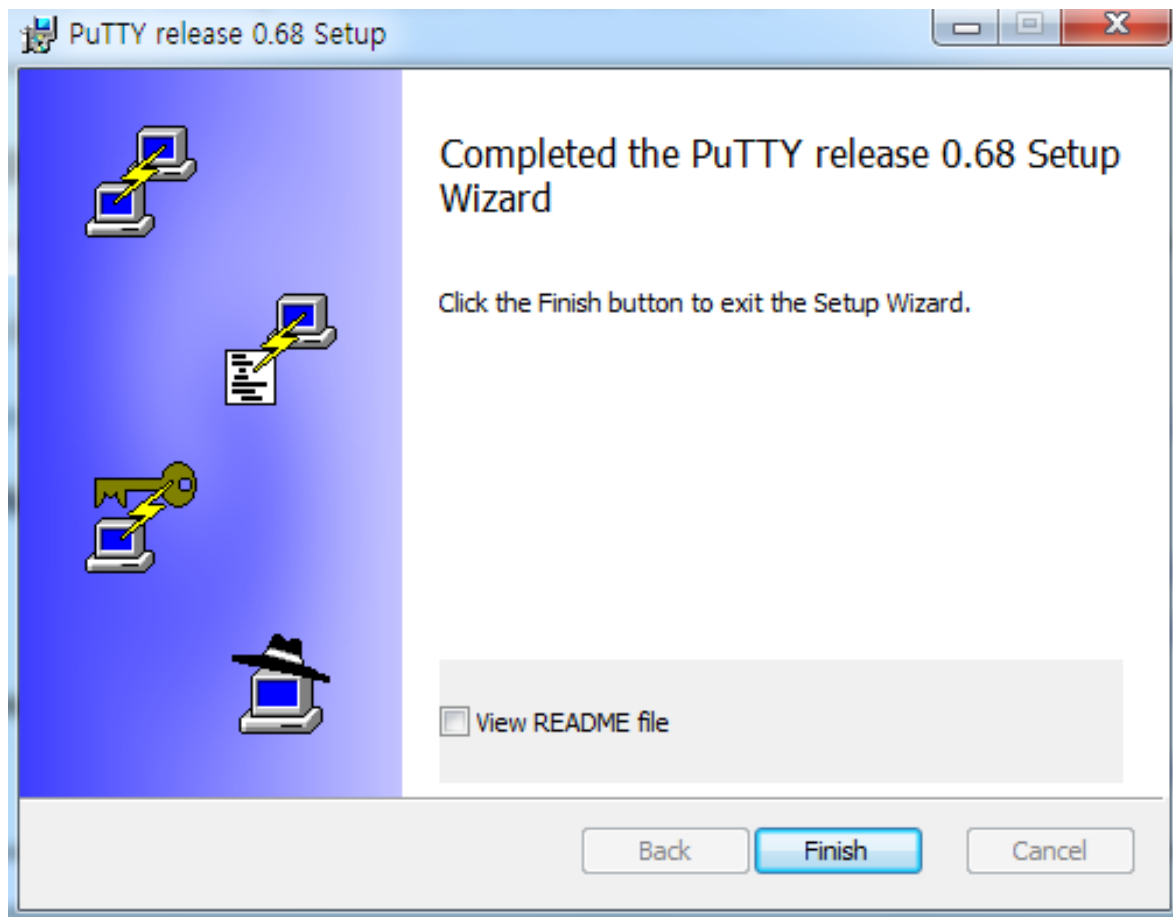 PuTTY release 0.68 Setup
Completed the PuTTY release 0.68 Setup
Wizard
Click the Finish button to exit the Setup Wizard.
View README file
Back
Finish
Cancel